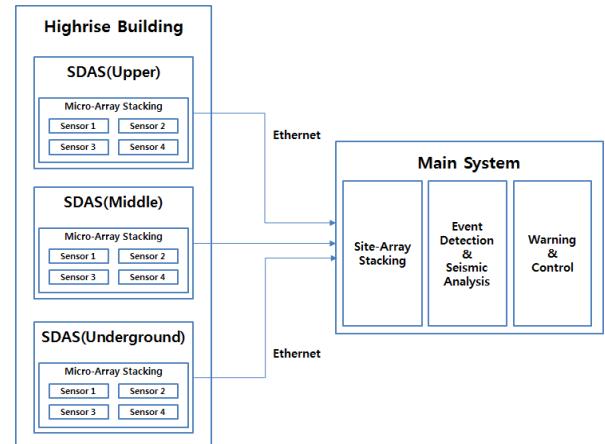 Highrise Building
SDAS(Upper)
Micro-Array Stacking
Sensor 1 Sensor 2
Sensor 3 Sensor 4
SDAS(Middle)
Micro-Array Stacking
Sensor 1 Sensor 2
Sensor 3 Sensor 4
SDAS(Underground)
Micro-Array Stacking
Sensor 1 Sensor 2
Sensor 3 Sensor 4
Ethernet
Ethernet
Main System
Site-Array
Stacking
Event
Detection
&
Seismic
Analysis
Warning
&
Control